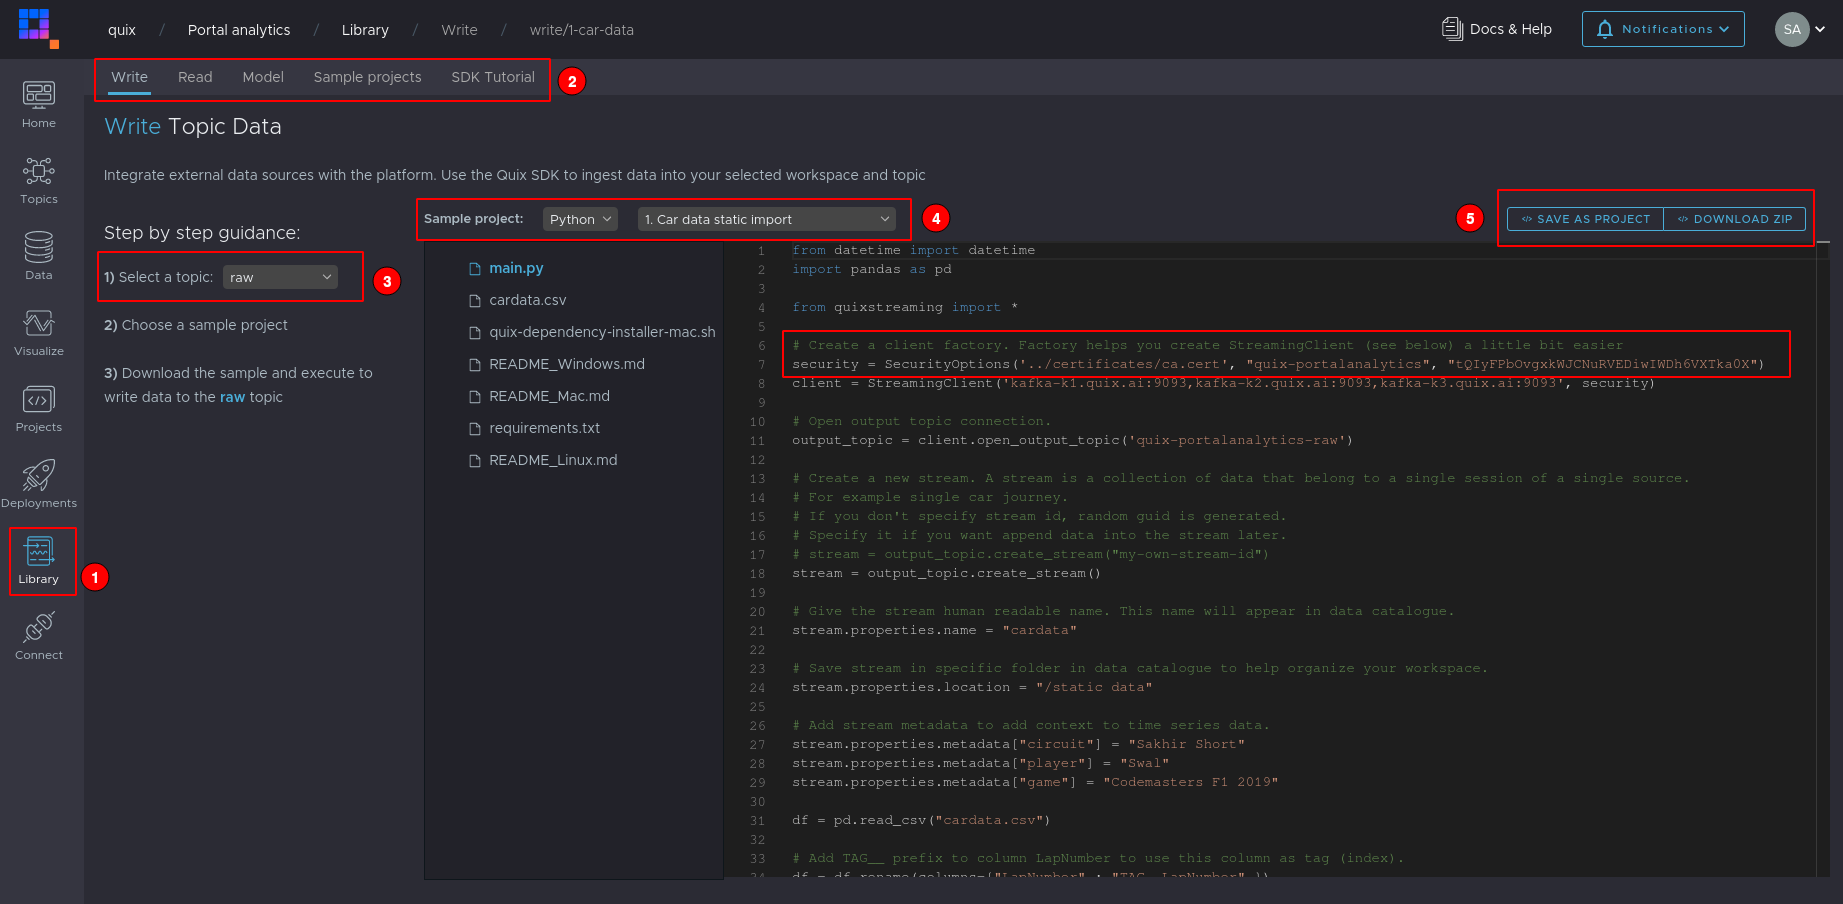 quix / Portal analytics / Library / Write / write/1-car-data
Docs & Help
Notifications
SA
Home
Topics
Data
Visualize
Projects
Deployments
Library
1
Connect
Write Read Model Sample projects SDK Tutorial
2
Write Topic Data
Integrate external data sources with the platform. Use the Quix SDK to ingest data into your selected workspace and topic
Step by step guidance:
1) Select a topic: raw
3
2) Choose a sample project
3) Download the sample and execute to
write data to the raw topic
Sample project: Python 1. Car data static import
4
5
</> SAVE AS PROJECT </> DOWNLOAD ZIP
main.py
cardata.csv
quix-dependency-installer-mac.sh
README_Windows.md
README_Mac.md
requirements.txt
README_Linux.md
1 from datetime import datetime
2 import pandas as pd
3
4 from quixstreaming import *
5
6 # Create a client factory. Factory helps you create StreamingClient (see below) a little bit easier
7 security = SecurityOptions('../certificates/ca.cert', "quix-portalanalytics", "tQIyFPbOvgxkWJCNuRVEDiwIWDh6VXTka0X")
8 client = StreamingClient('kafka-k1.quix.ai:9093,kafka-k2.quix.ai:9093,kafka-k3.quix.ai:9093', security)
9
10 # Open output topic connection.
11 output_topic = client.open_output_topic('quix-portalanalytics-raw')
12
13 # Create a new stream. A stream is a collection of data that belong to a single session of a single source.
14 # For example single car journey.
15 # If you don't specify stream id, random guid is generated.
16 # Specify it if you want append data into the stream later.
17 # stream = output_topic.create_stream("my-own-stream-id")
18 stream = output_topic.create_stream()
19
20 # Give the stream human readable name. This name will appear in data catalogue.
21 stream.properties.name = "cardata"
22
23 # Save stream in specific folder in data catalogue to help organize your workspace.
24 stream.properties.location = "/static data"
25
26 # Add stream metadata to add context to time series data.
27 stream.properties.metadata["circuit"] = "Sakhir Short"
28 stream.properties.metadata["player"] = "Swal"
29 stream.properties.metadata["game"] = "Codemasters F1 2019"
30
31 df = pd.read_csv("cardata.csv")
32
33 # Add TAG__ prefix to column LapNumber to use this column as tag (index).
34 df = df.rename(columns={"LapNumber" : "TAG__LapNumber" })